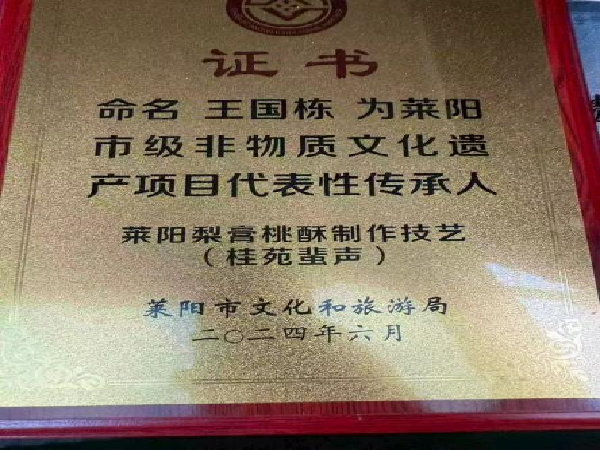 证书
命名 王国栋 为莱阳
市级非物质文化遗
产项目代表性传承人
莱阳梨膏桃酥制作技艺
（桂苑蜚声）
莱阳市文化和旅游局
二〇二四年六月